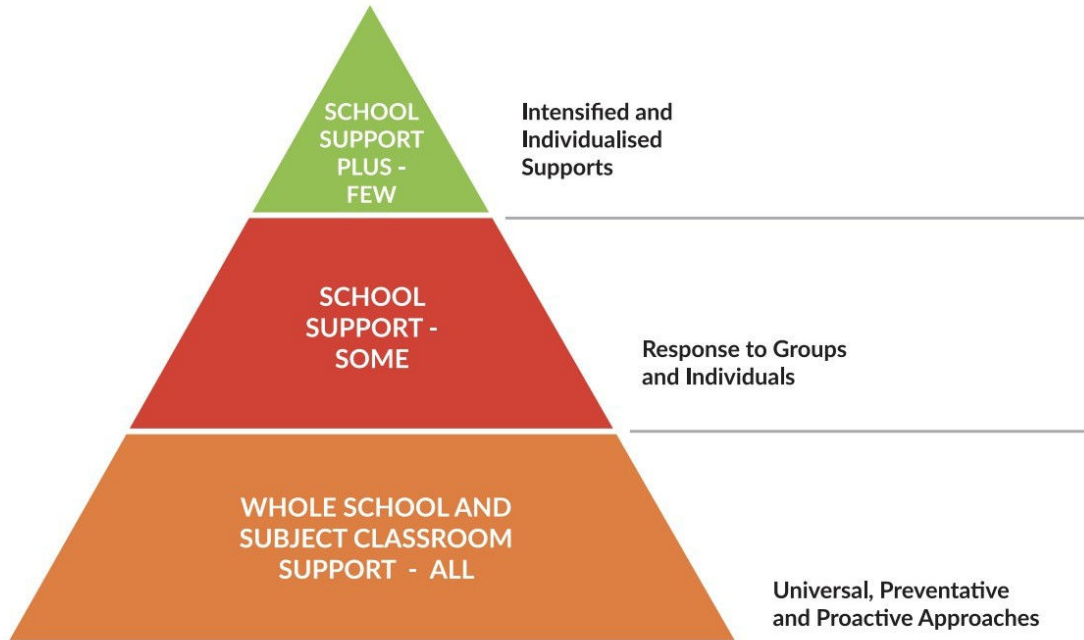 SCHOOL
SUPPORT
PLUS -
FEW
Intensified and
Individualised
Supports
SCHOOL
SUPPORT -
SOME
Response to Groups
and Individuals
WHOLE SCHOOL AND
SUBJECT CLASSROOM
SUPPORT - ALL
Universal, Preventative
and Proactive Approaches